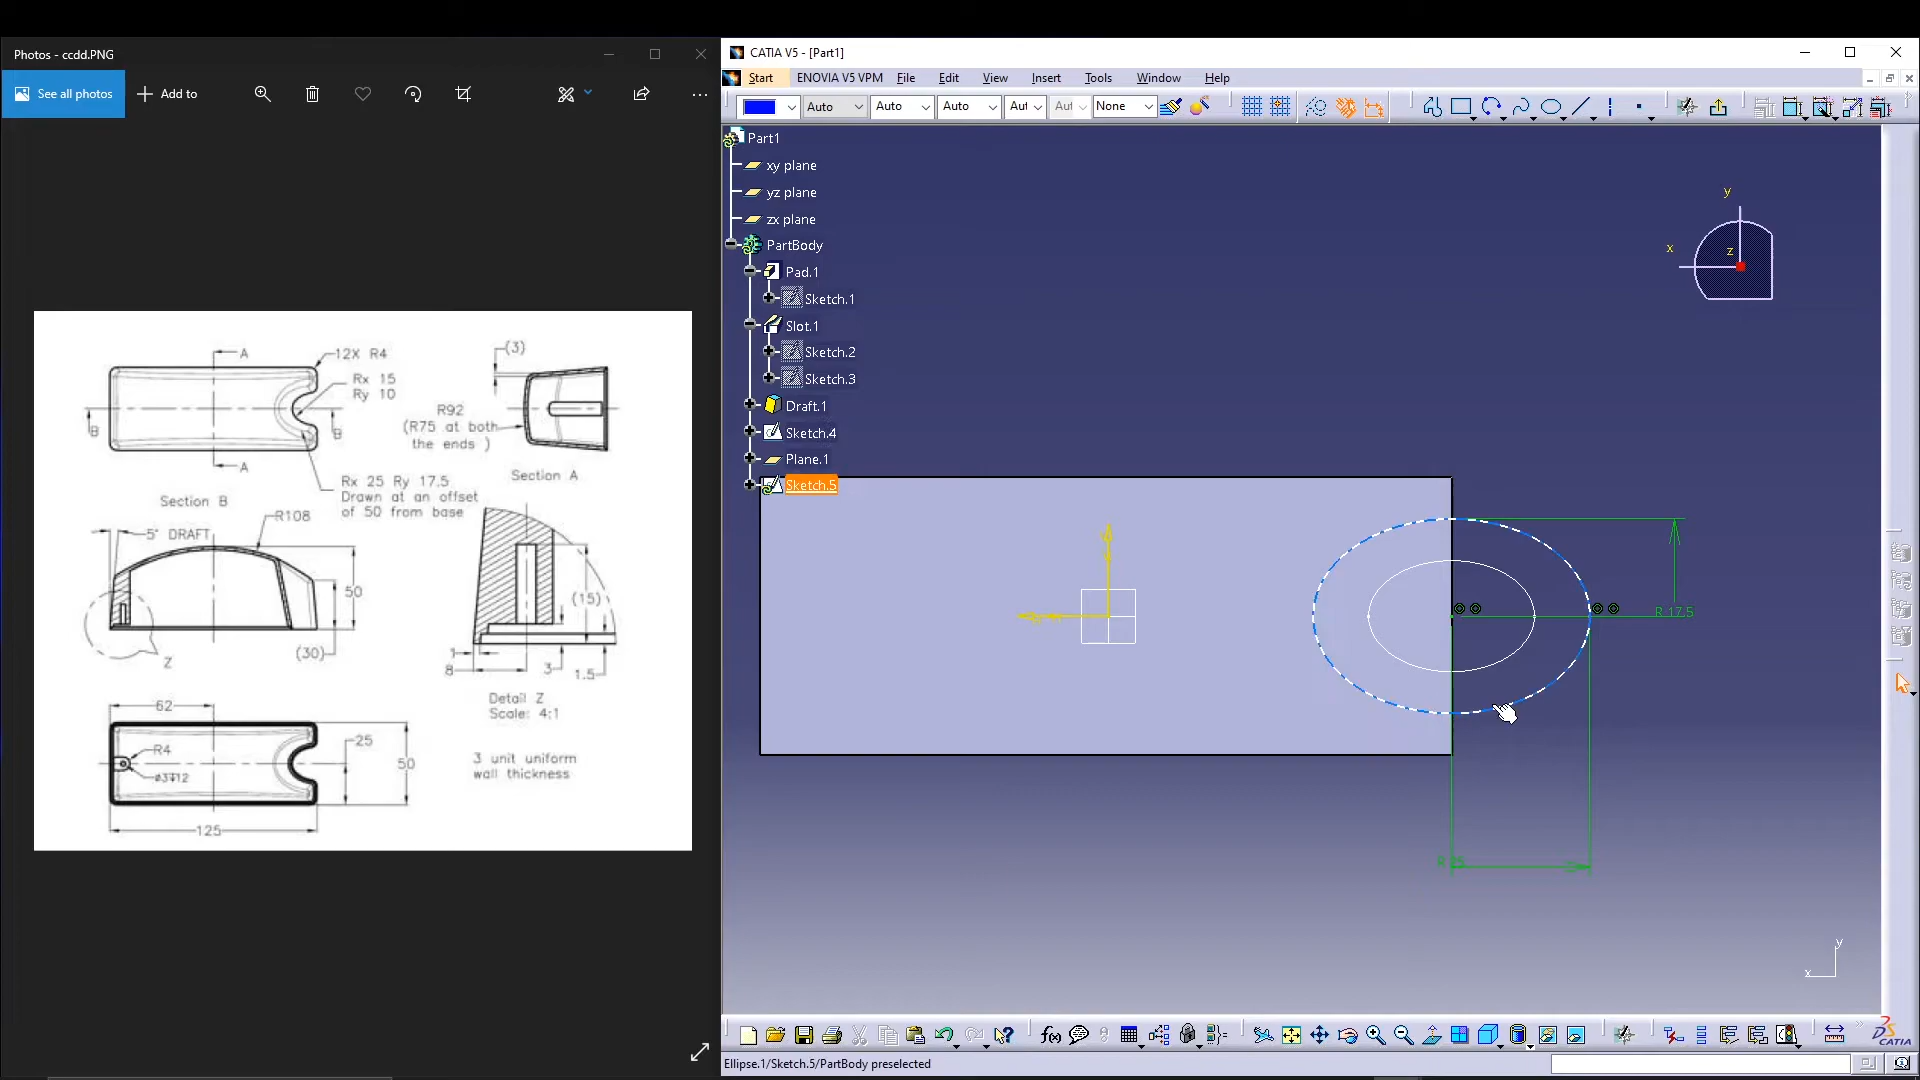 Photos - ccdd.PNG
See all photos
Add to
A
12X R4
Rx 15
Ry 10
B
B
A
(3)
R92
(R75 at both
the ends )
Section A
Rx 25 Ry 17.5
Drawn at an offset
of 50 from base
Section B
5° DRAFT
R108
50
(30)
Z
(15)
1
8
3
1.5
Detail Z
Scale: 4:1
62
R4
25
50
125
3 unit uniform
wall thickness
CATIA V5 - [Part1]
Start
ENOVIA V5 VPM
File
Edit
View
Insert
Tools
Window
Help
Auto
Auto
Auto
Aut
Aut
None
Part1
xy plane
yz plane
zx plane
PartBody
Pad.1
Sketch.1
Slot.1
Sketch.2
Sketch.3
Draft.1
Sketch.4
Plane.1
Sketch.5
y
x
z
R 17.5
R 25
y
x
f(x)
CATIA
Ellipse.1/Sketch.5/PartBody preselected